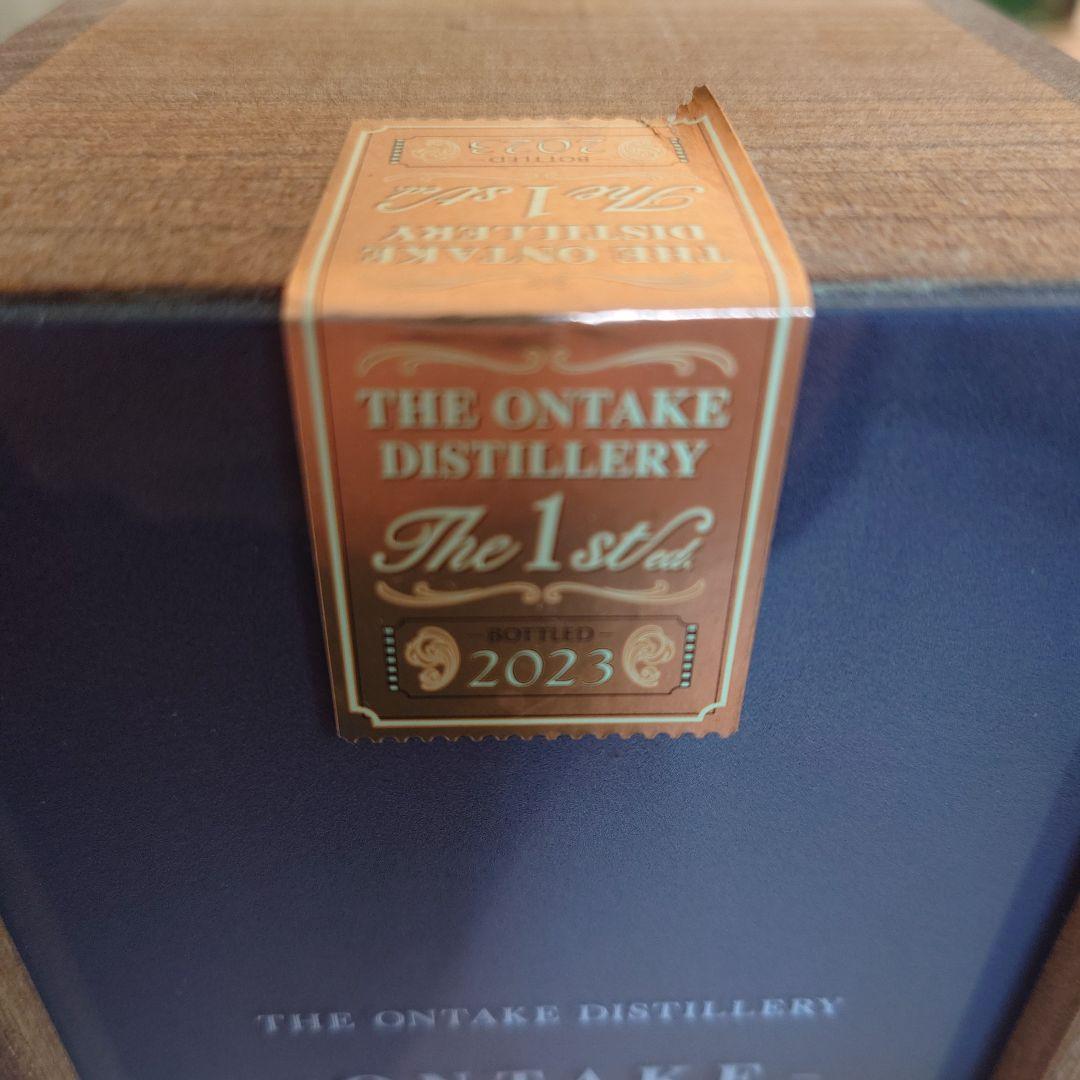 BOTTLED
2023
The 1st ed.
THE ONTAKE
DISTILLERY
THE ONTAKE
DISTILLERY
The 1st ed.
BOTTLED
2023
THE ONTAKE DISTILLERY
ONTAKE